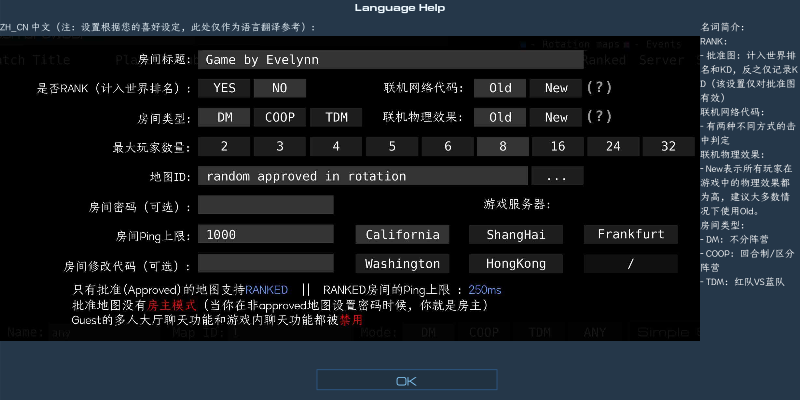 Language Help
ZH_CN 中文（注：设置根据您的喜好设定，此处仅作为语言翻译参考）：
房间标题: Game by Evelynn
是否RANK（计入世界排名）: YES NO 联机网络代码: Old New (?)
房间类型: DM COOP TDM 联机物理效果: Old New (?)
最大玩家数量: 2 3 4 5 6 8 16 24 32
地图ID: random approved in rotation ...
房间密码（可选）: 游戏服务器:
房间Ping上限: 1000 California ShangHai Frankfurt
房间修改代码（可选）: Washington HongKong /
只有批准(Approved)的地图支持RANKED || RANKED房间的Ping上限 : 250ms
批准地图没有房主模式（当你在非approved地图设置密码时候，你就是房主）
Guest的多人大厅聊天功能和游戏内聊天功能都被禁用
Name: any Map ID: Mode: DM COOP TDM ANY Simple
名词简介:
RANK:
- 批准图: 计入世界排
名和KD, 反之仅记录K
D（该设置仅对批准图
有效）
联机网络代码:
- 有两种不同方式的击
中判定
联机物理效果:
-New表示所有玩家在
游戏中的物理效果都
为高, 建议大多数情
况下使用Old。
房间类型:
- DM: 不分阵营
- COOP: 回合制/区分
阵营
- TDM: 红队VS蓝队
OK